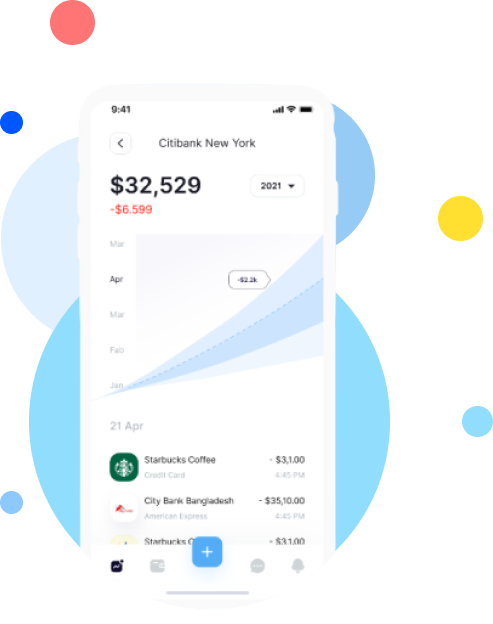 9:41
Citibank New York
$32,529
2021
-$6.599
Mar
Apr
-$2.2k
Mar
Feb
Jan
21 Apr
Starbucks Coffee
- $3,1.00
Credit Card
4:45 PM
City Bank Bangladesh
- $35,10.00
American Express
4:45 PM
Starbucks C
- $3,1.00